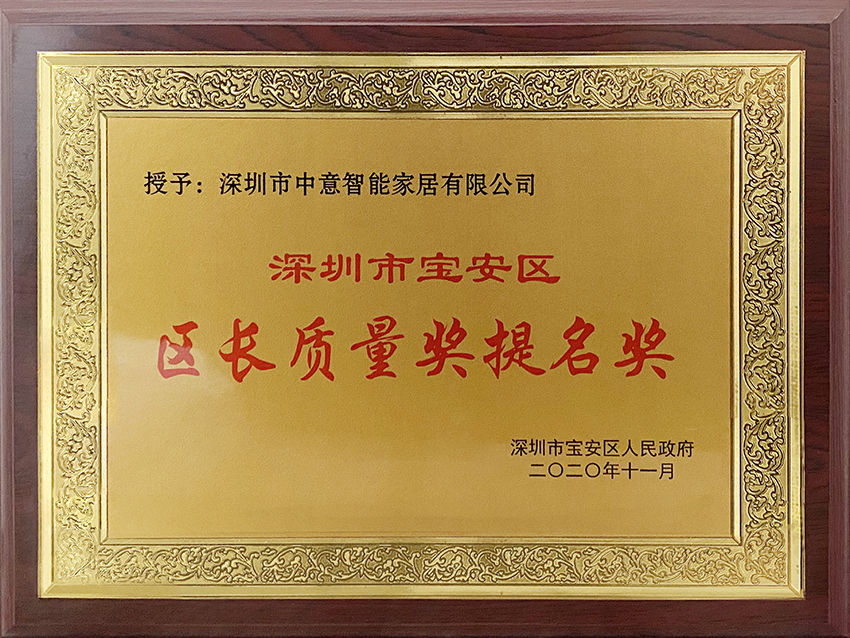 授予：深圳市中意智能家居有限公司
深圳市宝安区
区长质量奖提名奖
深圳市宝安区人民政府
二〇二〇年十一月